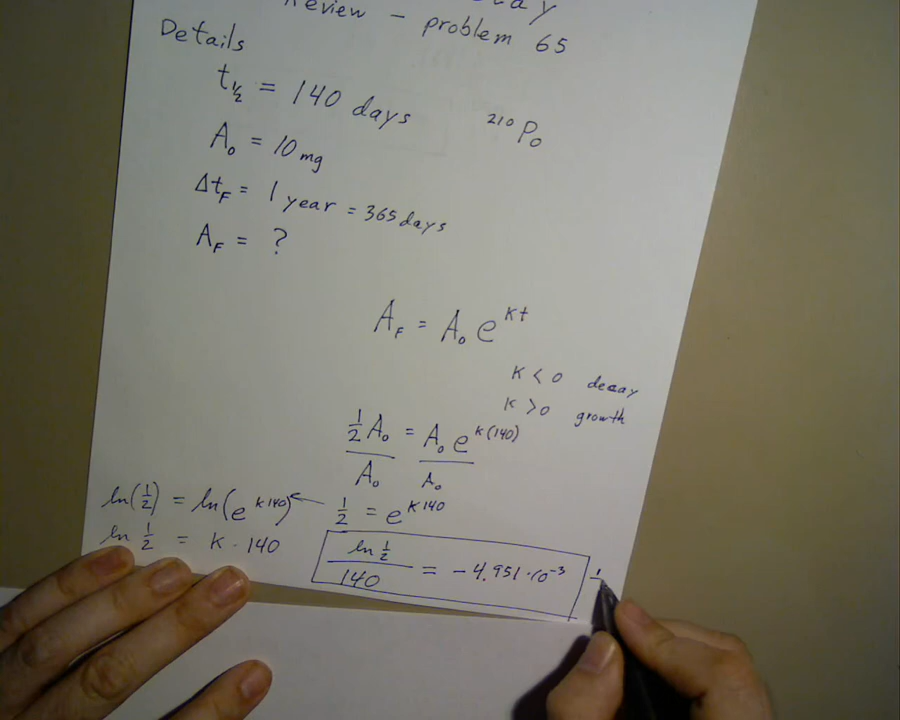 Review - problem 65
Details
t½ = 140 days
²¹⁰Po
A₀ = 10 mg
Δt_F = 1 year = 365 days
A_F = ?
A_F = A₀ e^{kt}
k < 0 decay
k > 0 growth
½A₀ / A₀ = A₀ e^{k(140)} / A₀
ln(½) = ln(e^{k140}) ← ½ = e^{k140}
ln ½ = k · 140
ln ½ / 140 = -4.951·10⁻³